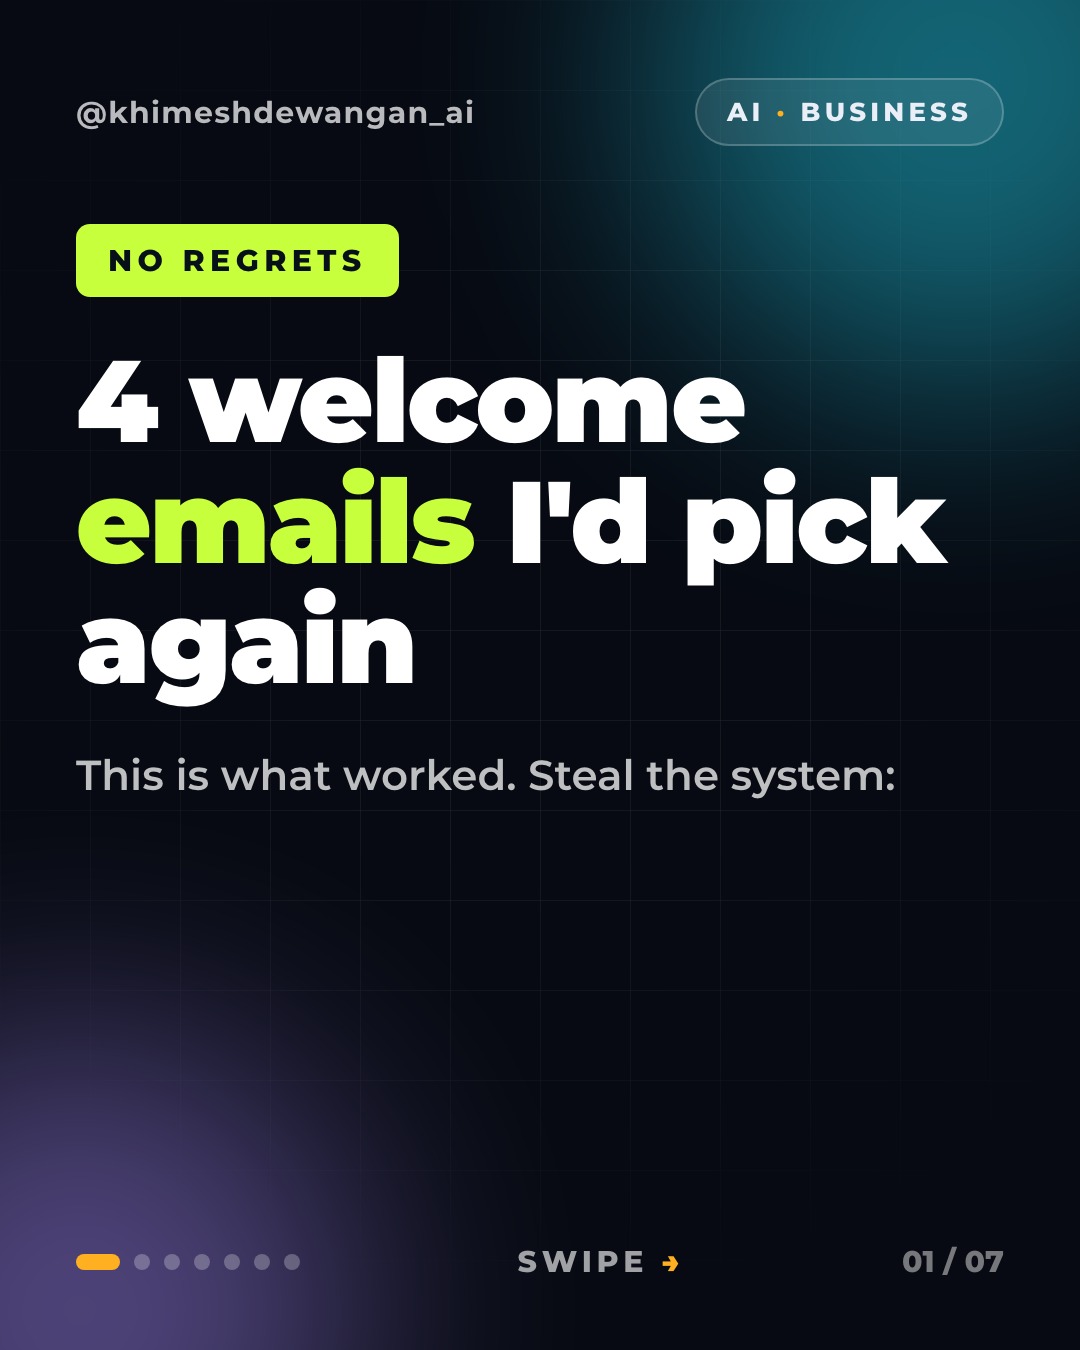 @khimeshdewangan_ai
AI · BUSINESS
NO REGRETS
4 welcome
emails I'd pick
again
This is what worked. Steal the system:
SWIPE →
01 / 07